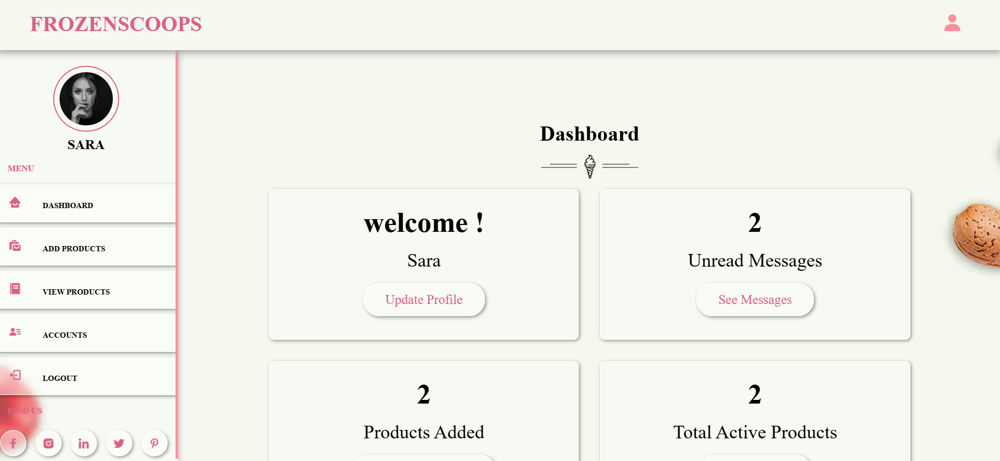 FROZENSCOOPS
SARA
MENU
DASHBOARD
ADD PRODUCTS
VIEW PRODUCTS
ACCOUNTS
LOGOUT
FIND US
Dashboard
welcome !
Sara
Update Profile
2
Unread Messages
See Messages
2
Products Added
2
Total Active Products